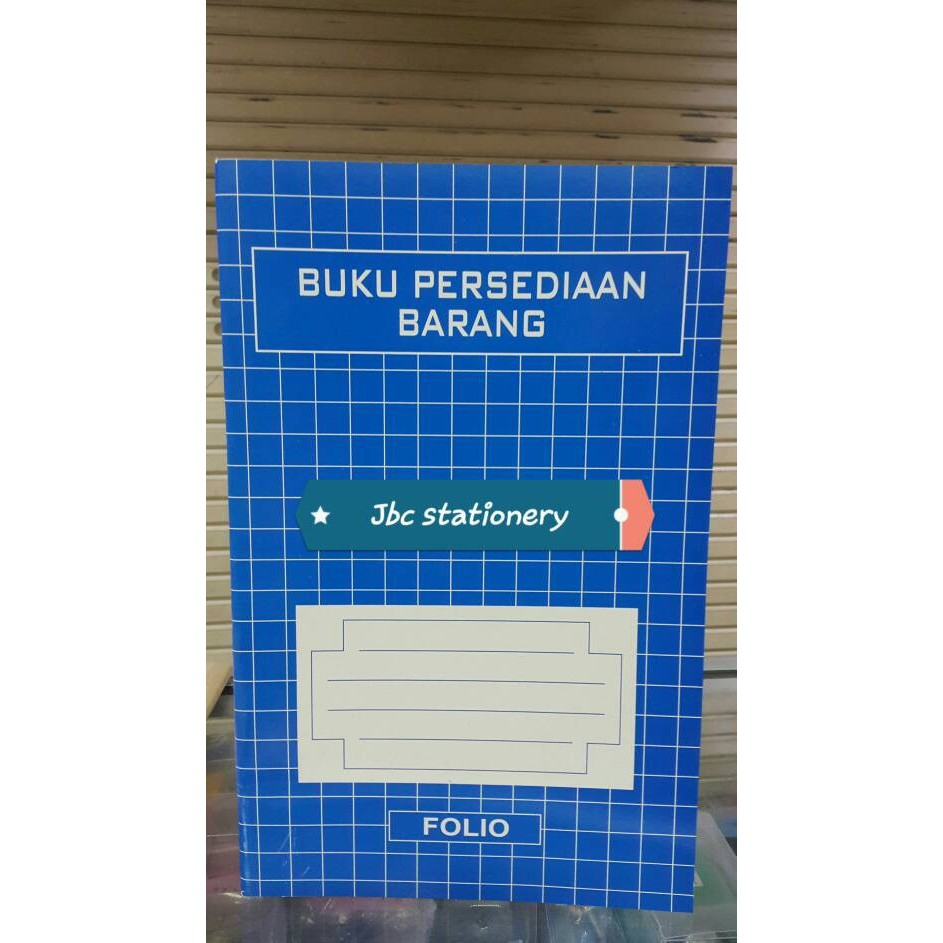 BUKU PERSEDIAAN
BARANG
Jbc stationery
FOLIO